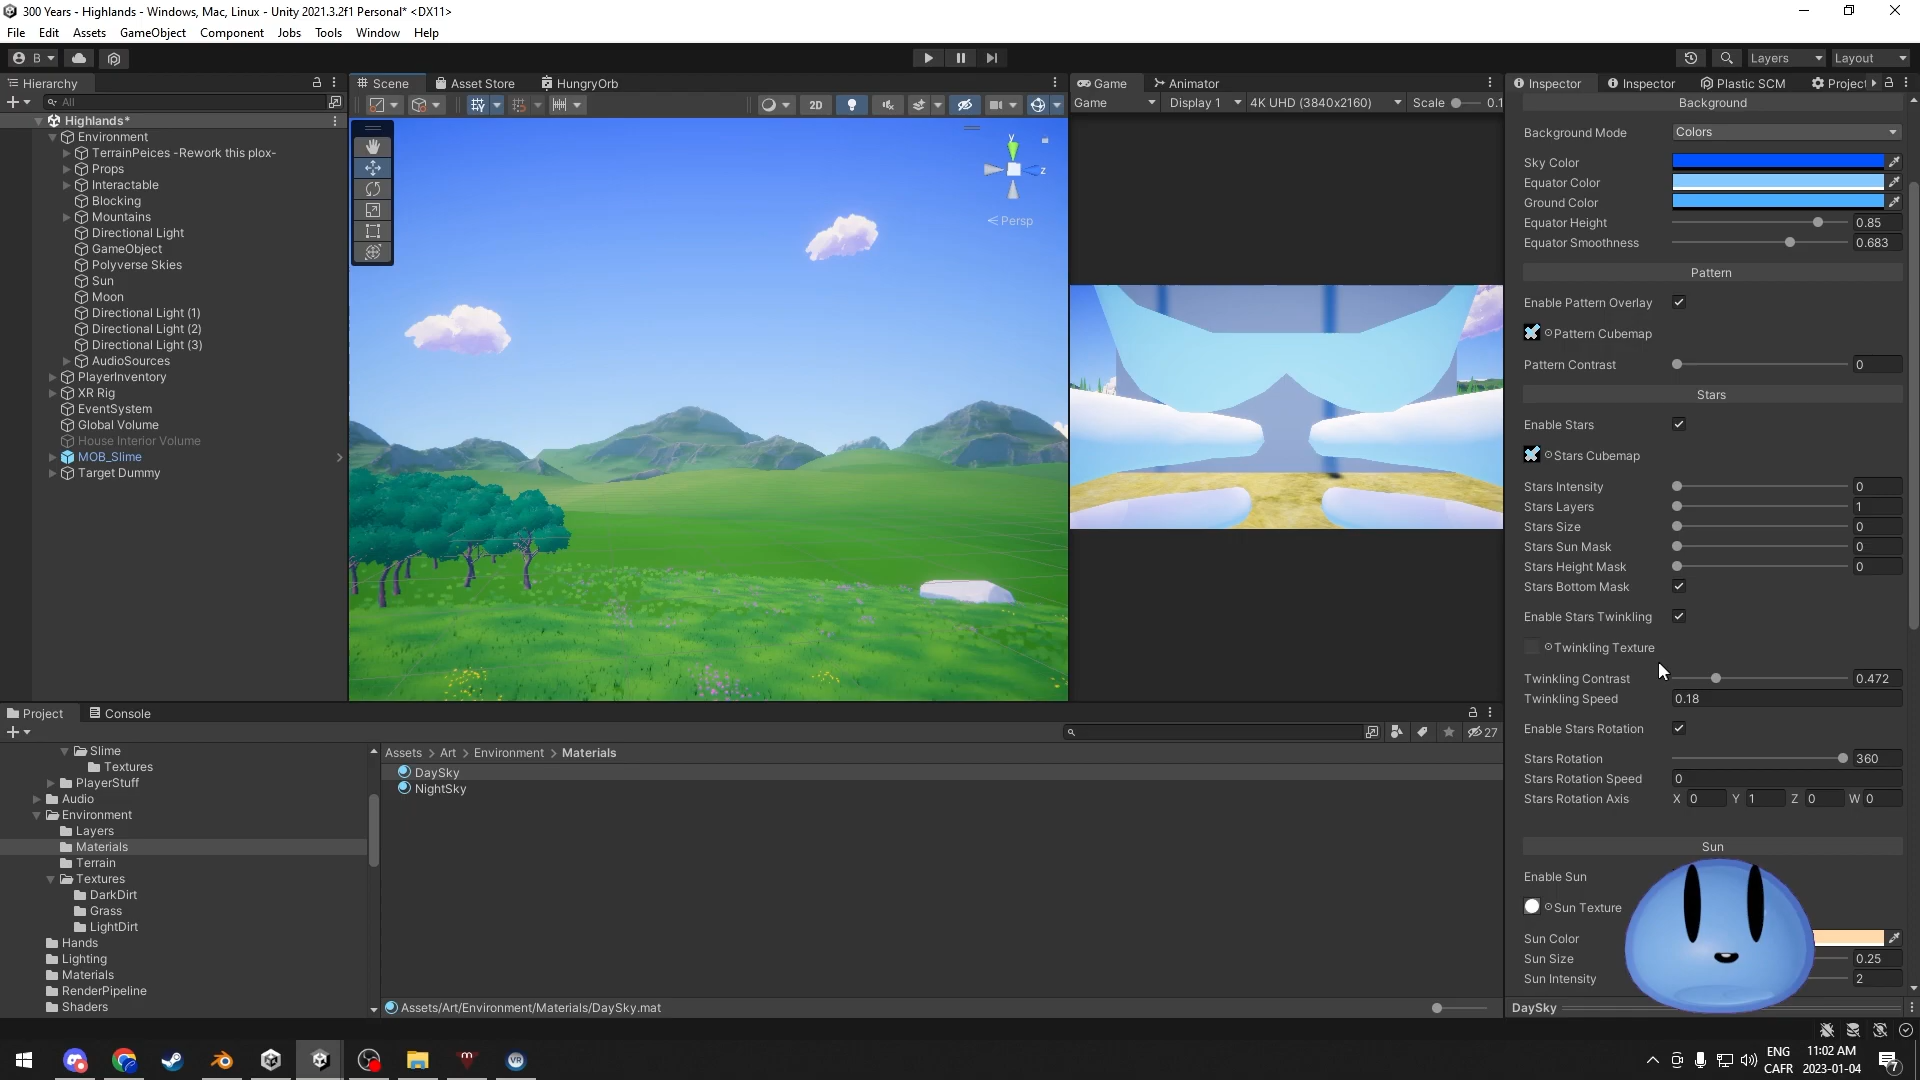 300 Years - Highlands - Windows, Mac, Linux - Unity 2021.3.2f1 Personal* <DX11>
File Edit Assets GameObject Component Jobs Tools Window Help
B
Layers
Layout
Hierarchy
All
Highlands*
Environment
TerrainPeices -Rework this plox-
Props
Interactable
Blocking
Mountains
Directional Light
GameObject
Polyverse Skies
Sun
Moon
Directional Light (1)
Directional Light (2)
Directional Light (3)
AudioSources
PlayerInventory
XR Rig
EventSystem
Global Volume
House Interior Volume
MOB_Slime
Target Dummy
Scene Asset Store HungryOrb
2D
y
z
Persp
Game Animator
Game Display 1 4K UHD (3840x2160) Scale 0.1
Inspector Inspector Plastic SCM Project
Background
Background Mode Colors
Sky Color
Equator Color
Ground Color
Equator Height 0.85
Equator Smoothness 0.683
Pattern
Enable Pattern Overlay
Pattern Cubemap
Pattern Contrast 0
Stars
Enable Stars
Stars Cubemap
Stars Intensity 0
Stars Layers 1
Stars Size 0
Stars Sun Mask 0
Stars Height Mask 0
Stars Bottom Mask
Enable Stars Twinkling
Twinkling Texture
Twinkling Contrast 0.472
Twinkling Speed 0.18
Enable Stars Rotation
Stars Rotation 360
Stars Rotation Speed 0
Stars Rotation Axis X 0 Y 1 Z 0 W 0
Sun
Enable Sun
Sun Texture
Sun Color
Sun Size 0.25
Sun Intensity 2
DaySky
Project Console
27
Slime
Textures
PlayerStuff
Audio
Environment
Layers
Materials
Terrain
Textures
DarkDirt
Grass
LightDirt
Hands
Lighting
Materials
RenderPipeline
Shaders
Assets > Art > Environment > Materials
DaySky
NightSky
Assets/Art/Environment/Materials/DaySky.mat
VR
ENG
CAFR
11:02 AM
2023-01-04
7